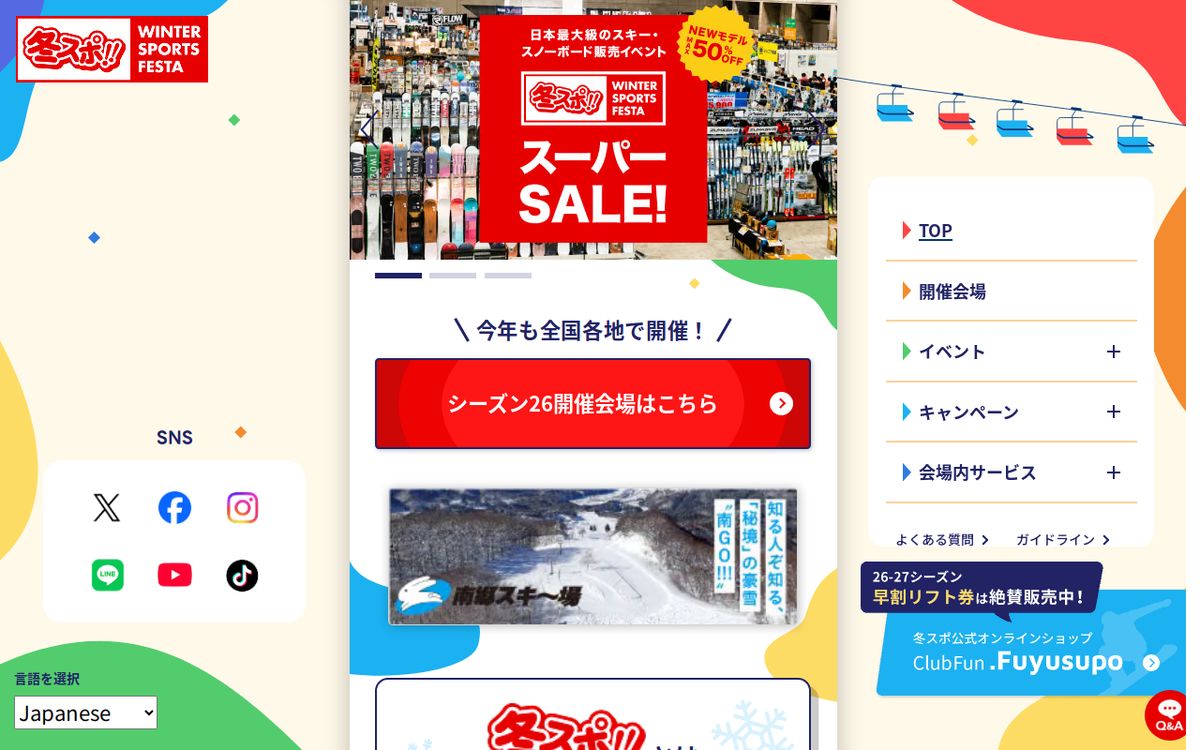 冬スポ!!
WINTER
SPORTS
FESTA
FLOW
日本最大級のスキー・
スノーボード販売イベント
NEWモデル
MAX
50%
OFF
冬スポ!!
WINTER
SPORTS
FESTA
スーパー
SALE!
HEAD
今年も全国各地で開催！
シーズン26開催会場はこちら
知る人ぞ知る、
「秘境」の豪雪
"南GO!!!"
南郷スキー場
冬スポ!!
とは
SNS
LINE
言語を選択
Japanese
TOP
開催会場
イベント
キャンペーン
会場内サービス
よくある質問
ガイドライン
26-27シーズン
早割リフト券は絶賛販売中!
冬スポ公式オンラインショップ
ClubFun .Fuyusupo
Q&A